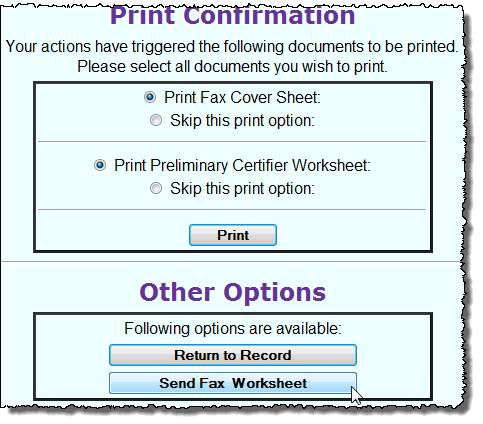 Print Confirmation
Your actions have triggered the following documents to be printed.
Please select all documents you wish to print.
Print Fax Cover Sheet:
Skip this print option:
Print Preliminary Certifier Worksheet:
Skip this print option:
Print
Other Options
Following options are available:
Return to Record
Send Fax Worksheet